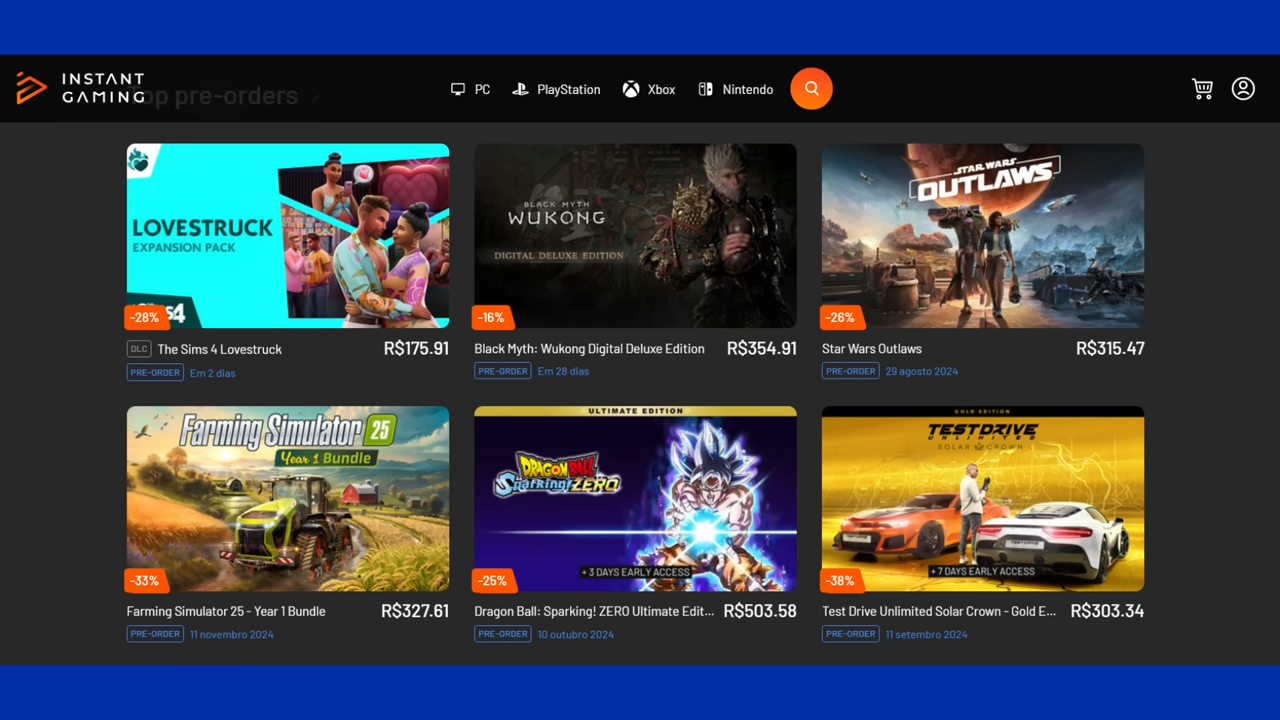 INSTANT
GAMING
Top pre-orders
PC
PlayStation
Xbox
Nintendo
LOVESTRUCK
EXPANSION PACK
-28%
DLC The Sims 4 Lovestruck R$175.91
PRE-ORDER Em 2 dias
BLACK MYTH
WUKONG
DIGITAL DELUXE EDITION
-16%
Black Myth: Wukong Digital Deluxe Edition R$354.91
PRE-ORDER Em 28 dias
STAR WARS
OUTLAWS
-26%
Star Wars Outlaws R$315.47
PRE-ORDER 29 agosto 2024
Farming Simulator 25
Year 1 Bundle
-33%
Farming Simulator 25 - Year 1 Bundle R$327.61
PRE-ORDER 11 novembro 2024
ULTIMATE EDITION
DRAGON BALL
Sparking! ZERO
+ 3 DAYS EARLY ACCESS
-25%
Dragon Ball: Sparking! ZERO Ultimate Edit... R$503.58
PRE-ORDER 10 outubro 2024
GOLD EDITION
TEST DRIVE
UNLIMITED
SOLAR CROWN
+ 7 DAYS EARLY ACCESS
-38%
Test Drive Unlimited Solar Crown - Gold E... R$303.34
PRE-ORDER 11 setembro 2024